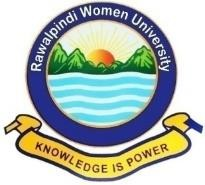 Rawalpindi Women University
KNOWLEDGE IS POWER